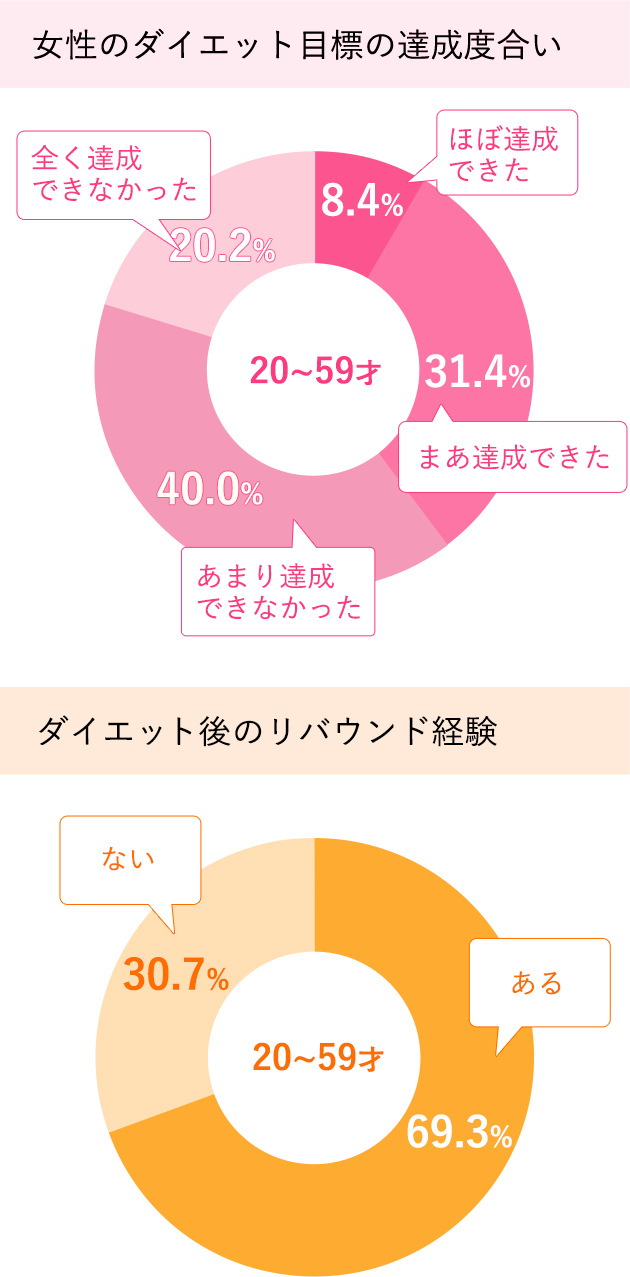 女性のダイエット目標の達成度合い
ほぼ達成
できた
8.4%
全く達成
できなかった
20.2%
20~59才
31.4%
まあ達成できた
40.0%
あまり達成
できなかった
ダイエット後のリバウンド経験
ない
30.7%
ある
20~59才
69.3%